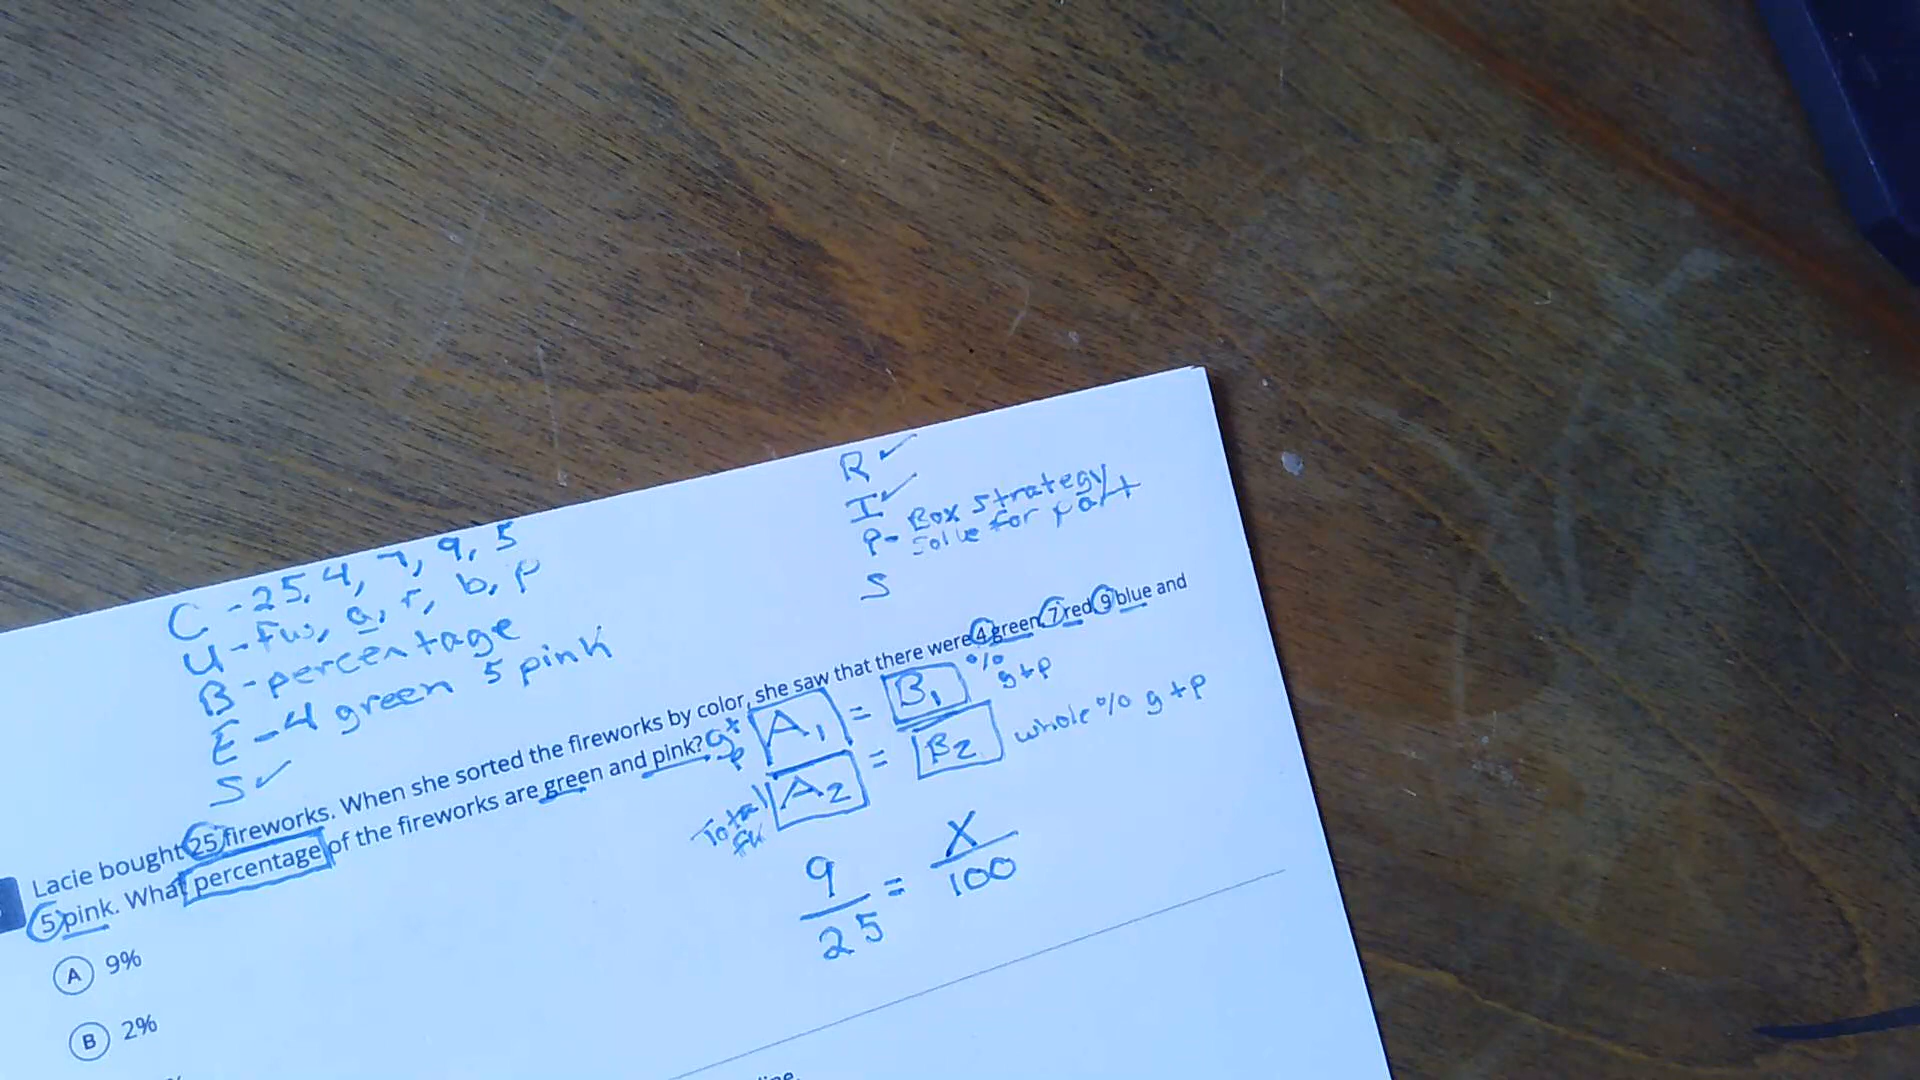 C - 25, 4, 7, 9, 5
U - fws, g, r, b, p
B - percentage
E - 4 green 5 pink
S ✓
R ✓
I ✓
P - Box strategy
solve for part
S
Lacie bought 25 fireworks. When she sorted the fireworks by color, she saw that there were 4 green, 7 red, 9 blue and
5 pink. What percentage of the fireworks are green and pink?
G + P A1 = B1 % g + p
Total fw A2 = B2 whole % g + p
9/25 = X/100
A 9%
B 2%